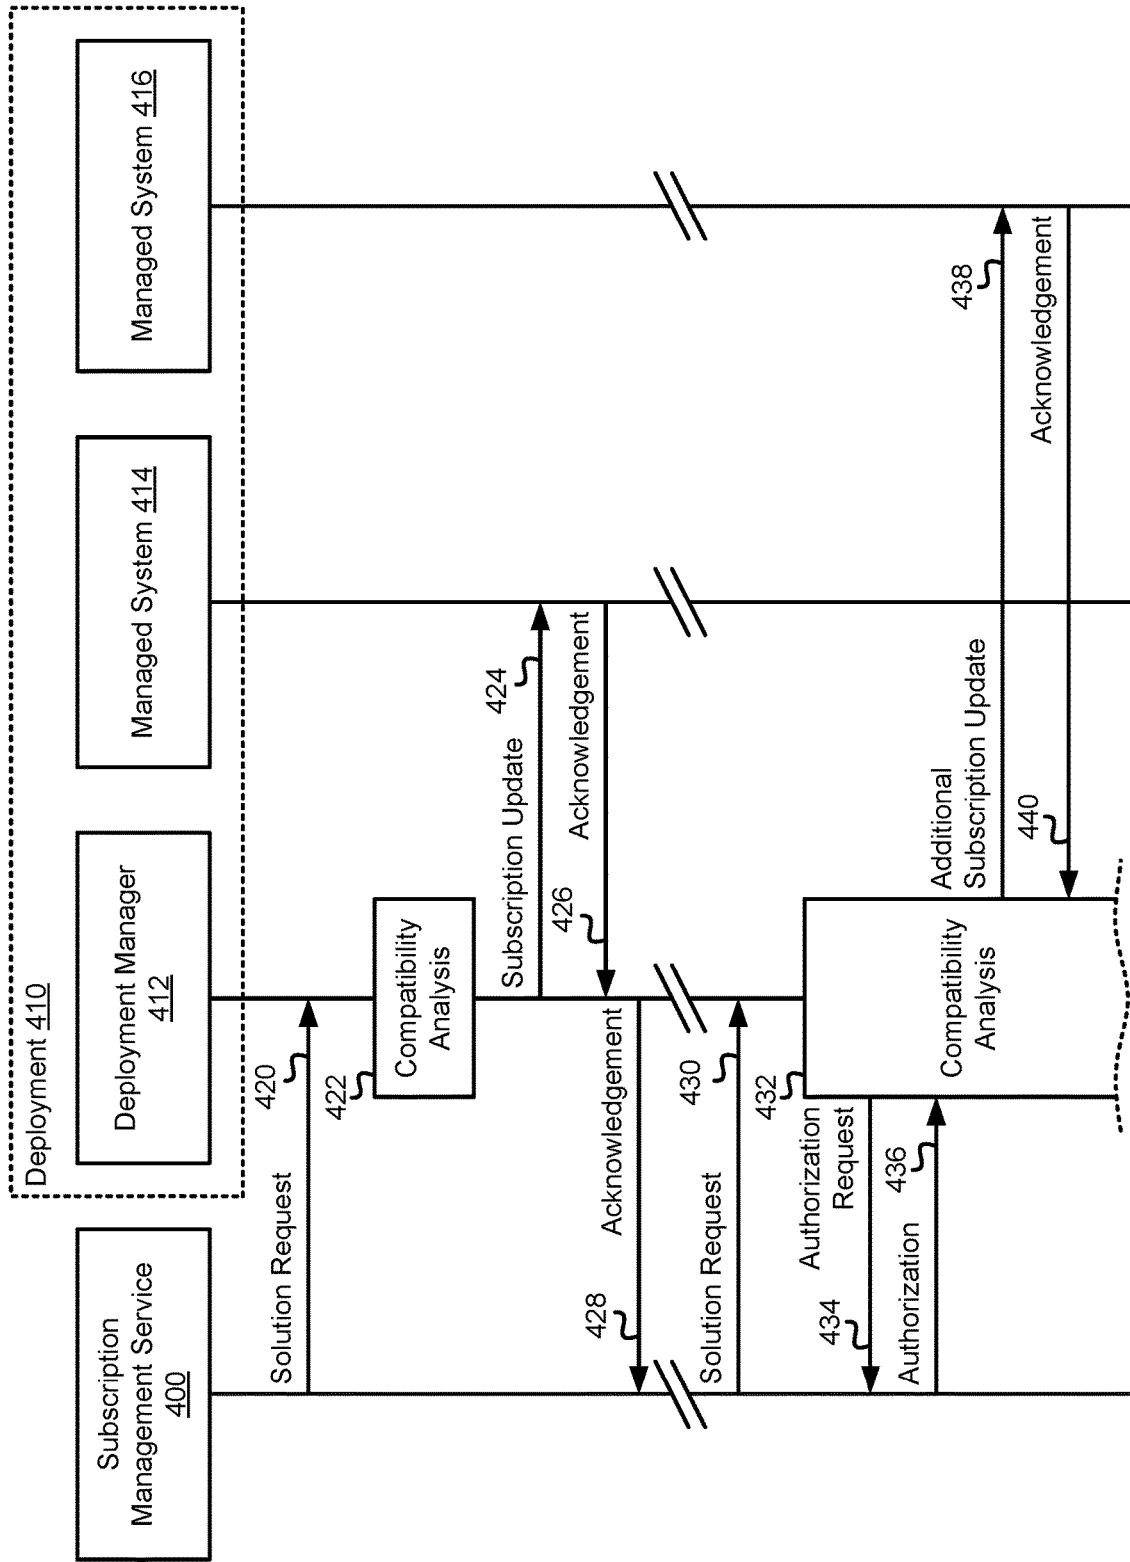 Deployment 410
Subscription
Management Service
400
Deployment Manager
412
Managed System 414
Managed System 416
Solution Request
420
422
Compatibility
Analysis
Subscription Update
424
Acknowledgement
426
Acknowledgement
428
Solution Request
430
432
Compatibility
Analysis
Authorization
Request
434
Authorization
436
Additional
Subscription Update
438
Acknowledgement
440